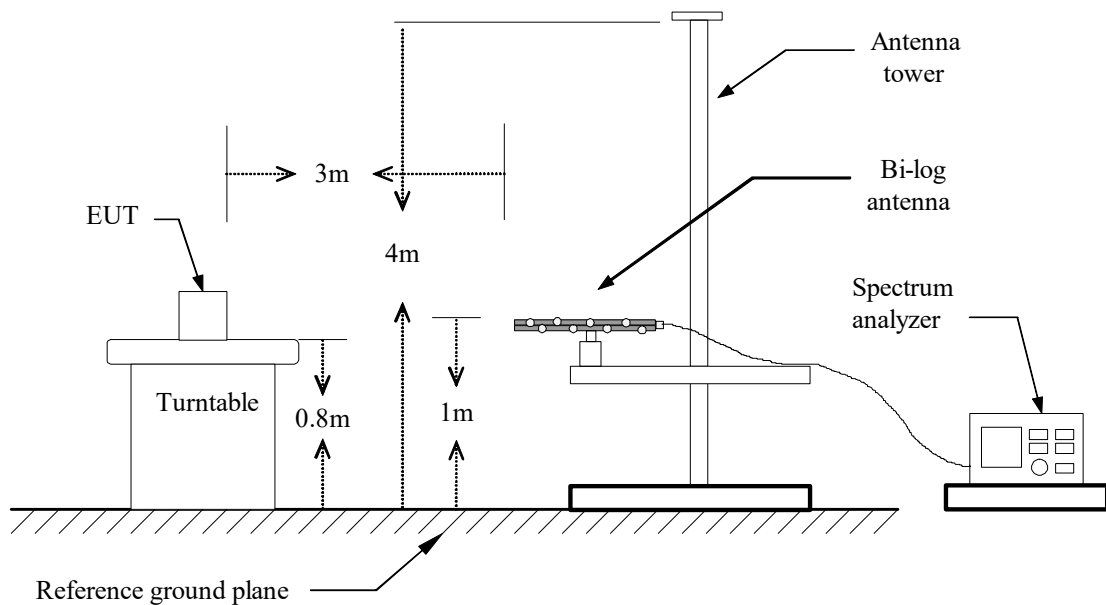 Antenna
tower
3m
Bi-log
antenna
EUT
4m
Spectrum
analyzer
Turntable
0.8m
1m
Reference ground plane